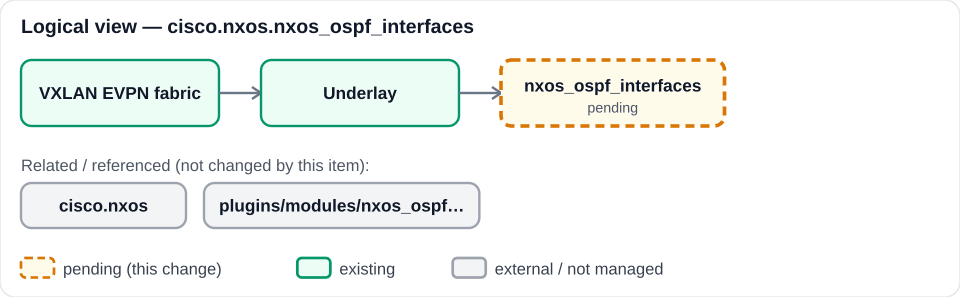 Logical view — cisco.nxos.nxos_ospf_interfaces
VXLAN EVPN fabric
Underlay
nxos_ospf_interfaces
pending
Related / referenced (not changed by this item):
cisco.nxos
plugins/modules/nxos_ospf…
pending (this change)
existing
external / not managed